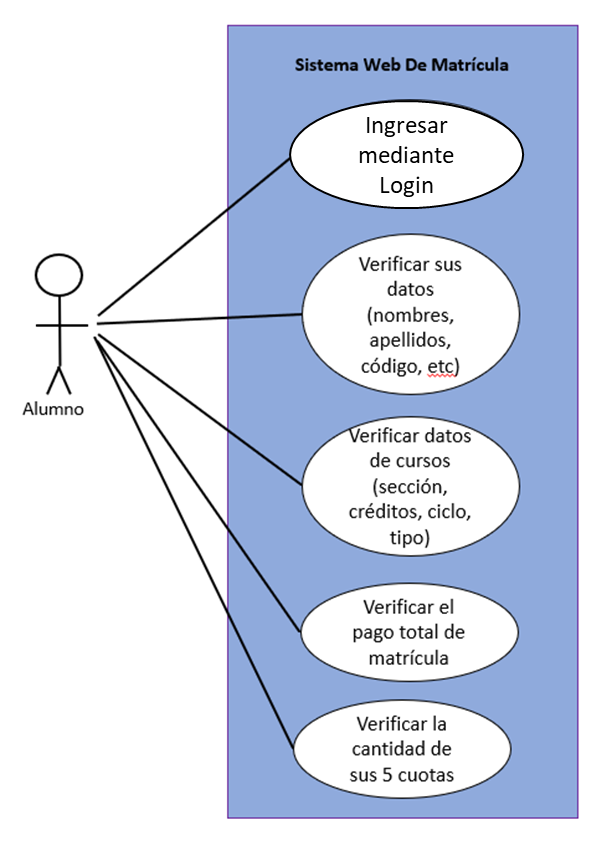 Sistema Web De Matrícula
Ingresar
mediante
Login
Verificar sus
datos
(nombres,
apellidos,
código, etc)
Alumno
Verificar datos
de cursos
(sección,
créditos, ciclo,
tipo)
Verificar el
pago total de
matrícula
Verificar la
cantidad de
sus 5 cuotas